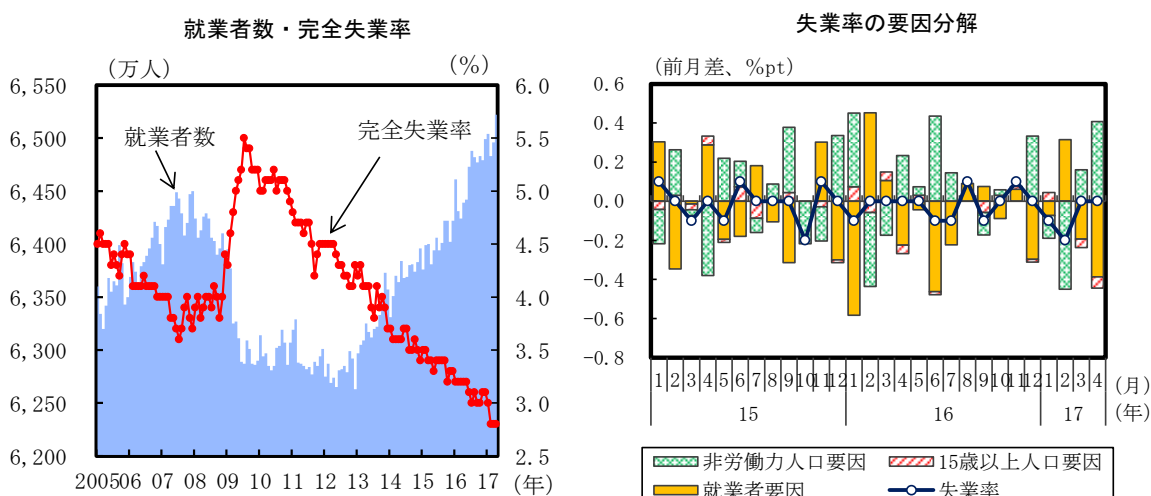 就業者数・完全失業率
(万人)
(%)
6,550
6,500
6,450
6,400
6,350
6,300
6,250
6,200
6.0
5.5
5.0
4.5
4.0
3.5
3.0
2.5
就業者数
完全失業率
2005 06 07 08 09 10 11 12 13 14 15 16 17 (年)
失業率の要因分解
(前月差、%pt)
0.6
0.4
0.2
0.0
-0.2
-0.4
-0.6
-0.8
1 2 3 4 5 6 7 8 9 10 11 12 1 2 3 4 5 6 7 8 9 10 11 12 1 2 3 4 (月)
15 16 17 (年)
非労働力人口要因 15歳以上人口要因
就業者要因 失業率